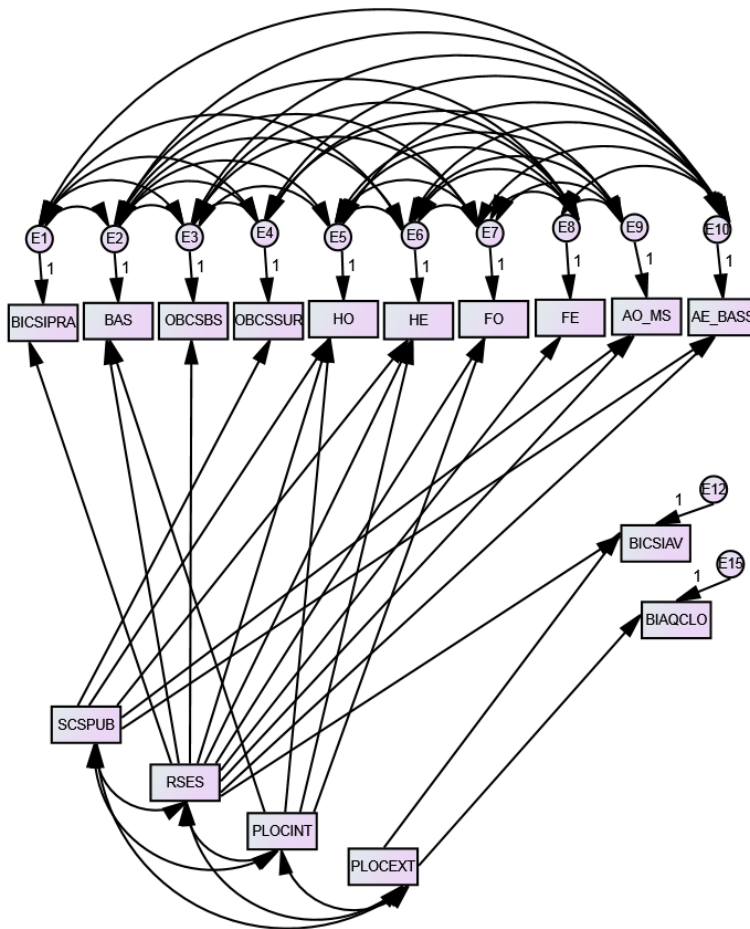 E1 E2 E3 E4 E5 E6 E7 E8 E9 E10
1 1 1 1 1 1 1 1 1 1
BICSIPRA BAS OBCSBS OBCSSUR HO HE FO FE AO_MS AE_BASS
E12
1
BICSIAV
E15
1
BIAQCLO
SCSPUB
RSES
PLOCINT
PLOCEXT